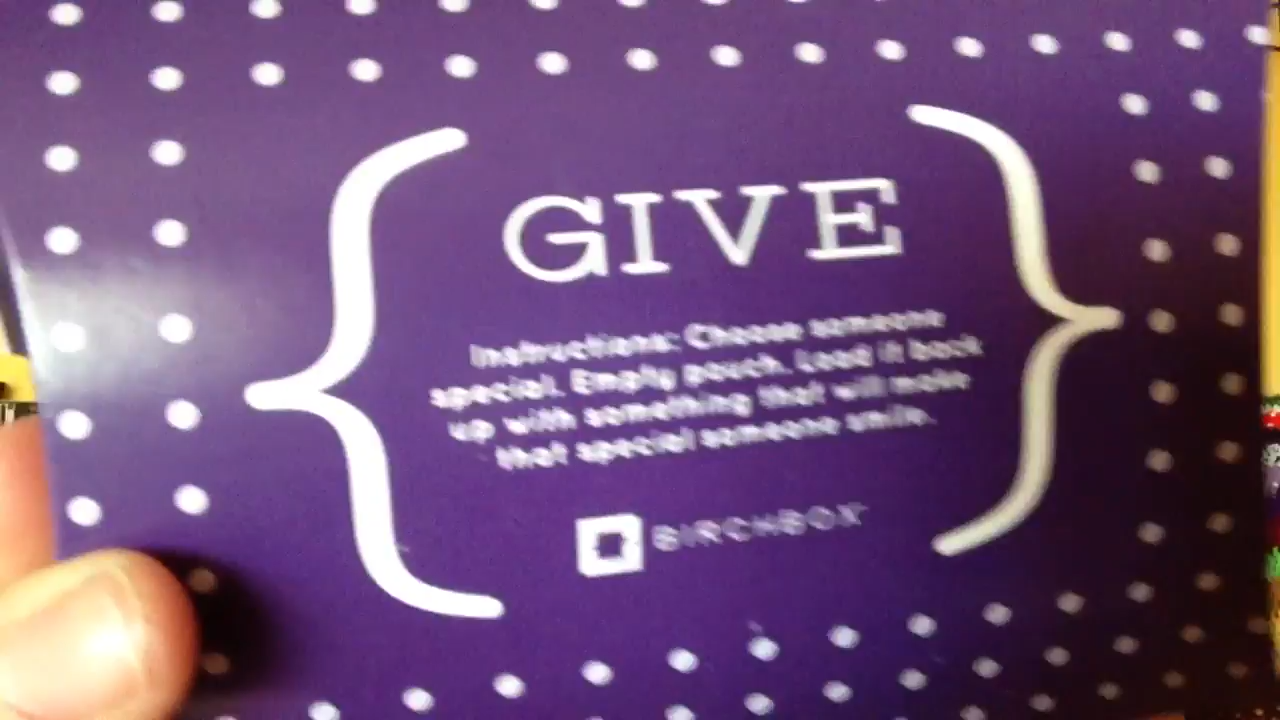 GIVE
Instructions: Choose someone
special. Empty pouch. Load it back
up with something that will make
that special someone smile.
BIRCHBOX